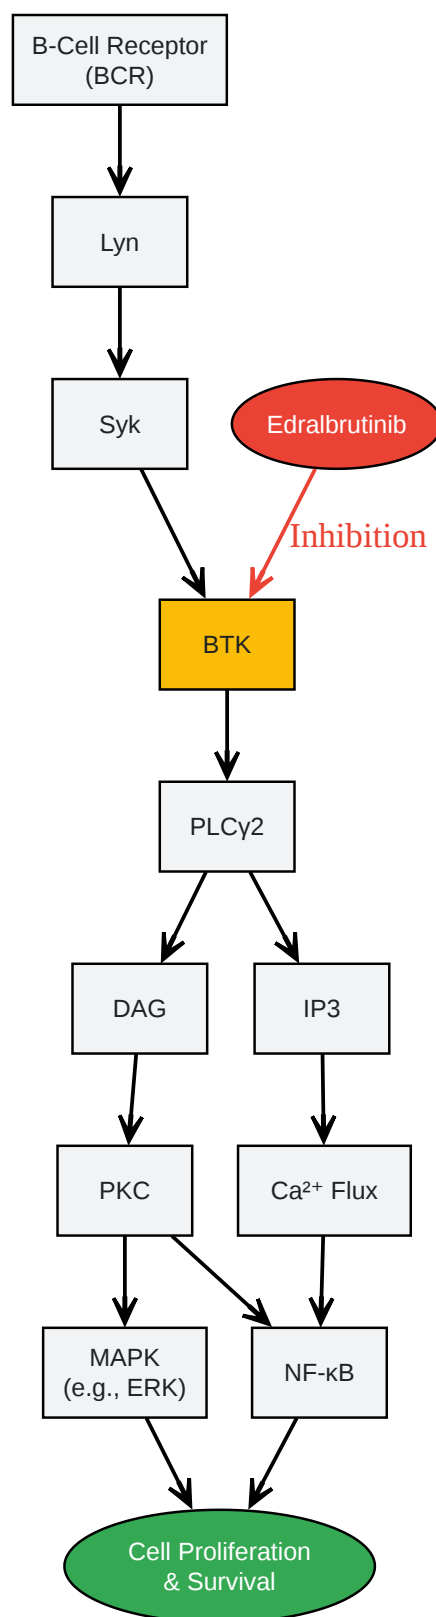 B-Cell Receptor
(BCR)
Lyn
Syk
Edralbrutinib
Inhibition
BTK
PLCγ2
DAG
IP3
PKC
Ca²⁺ Flux
MAPK
(e.g., ERK)
NF-κB
Cell Proliferation
& Survival